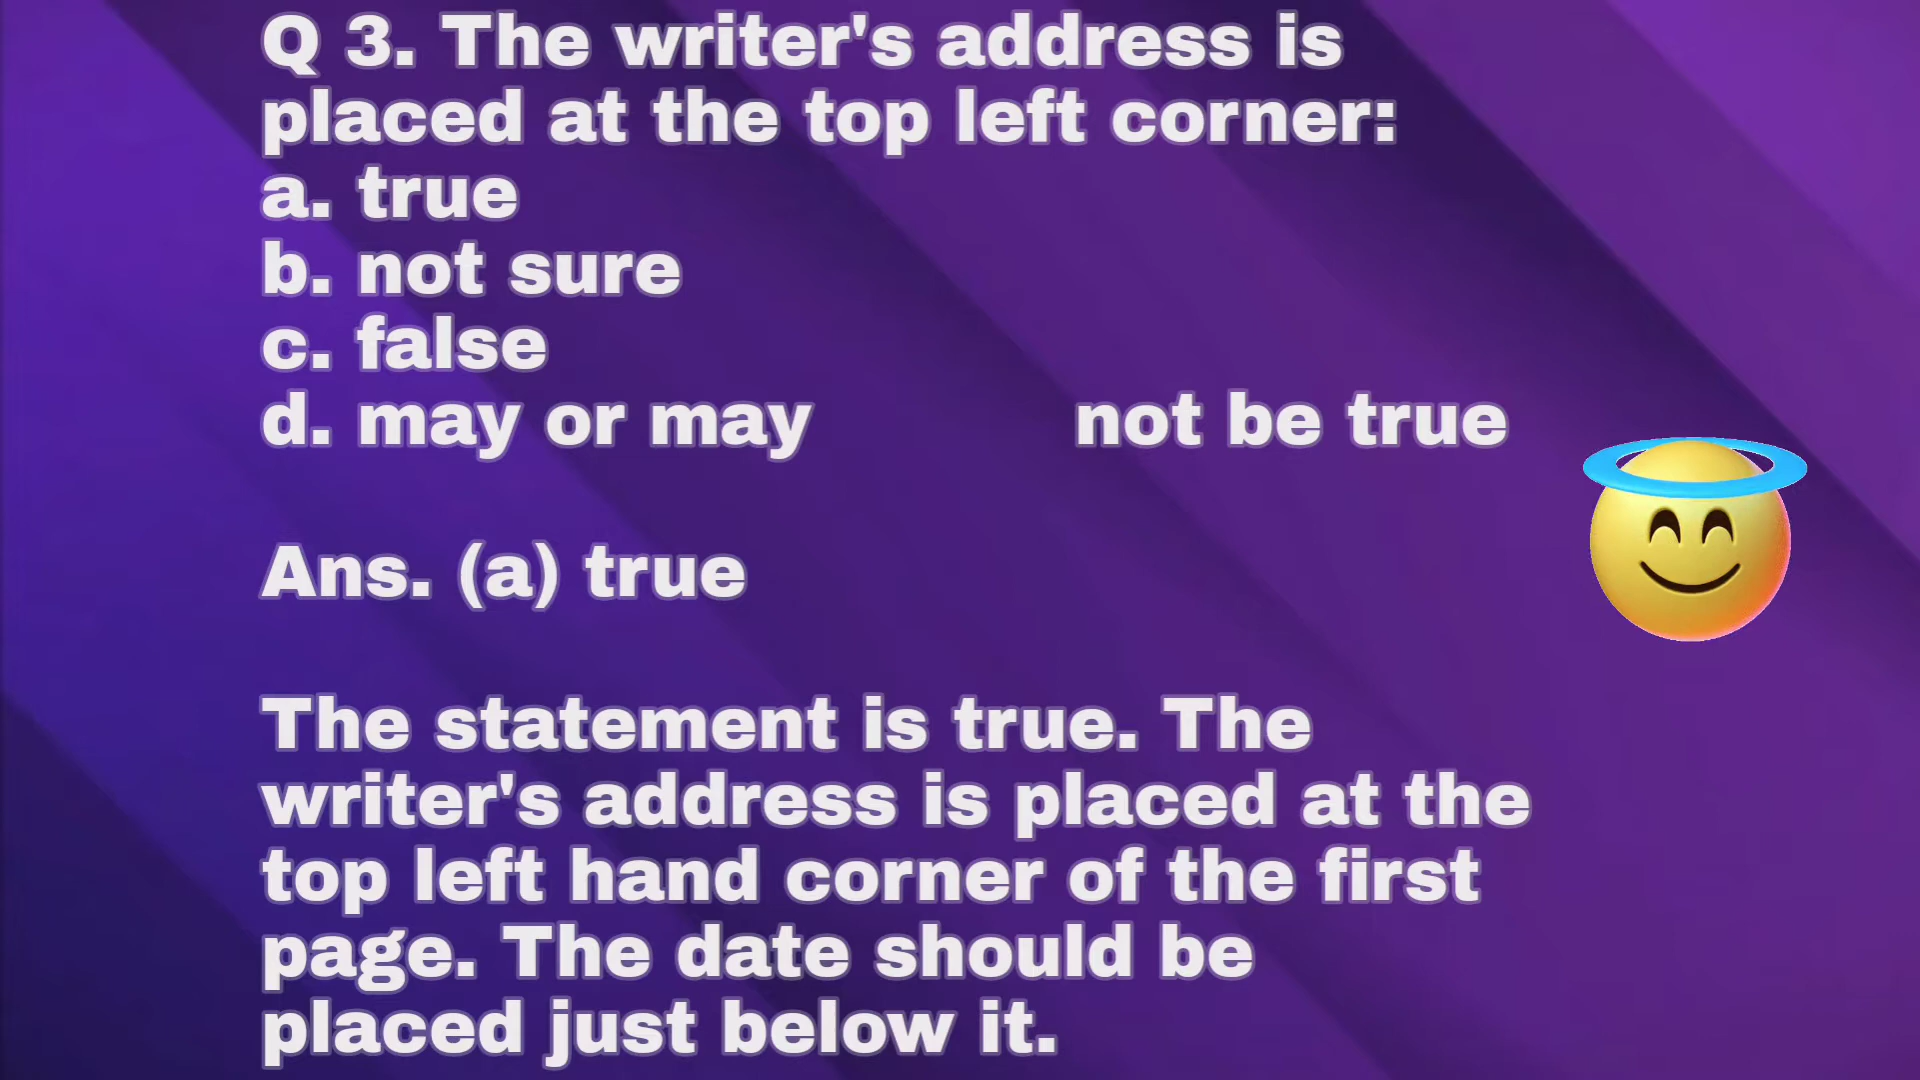 Q 3. The writer's address is
placed at the top left corner:
a. true
b. not sure
c. false
d. may or may not be true
Ans. (a) true
The statement is true. The
writer's address is placed at the
top left hand corner of the first
page. The date should be
placed just below it.